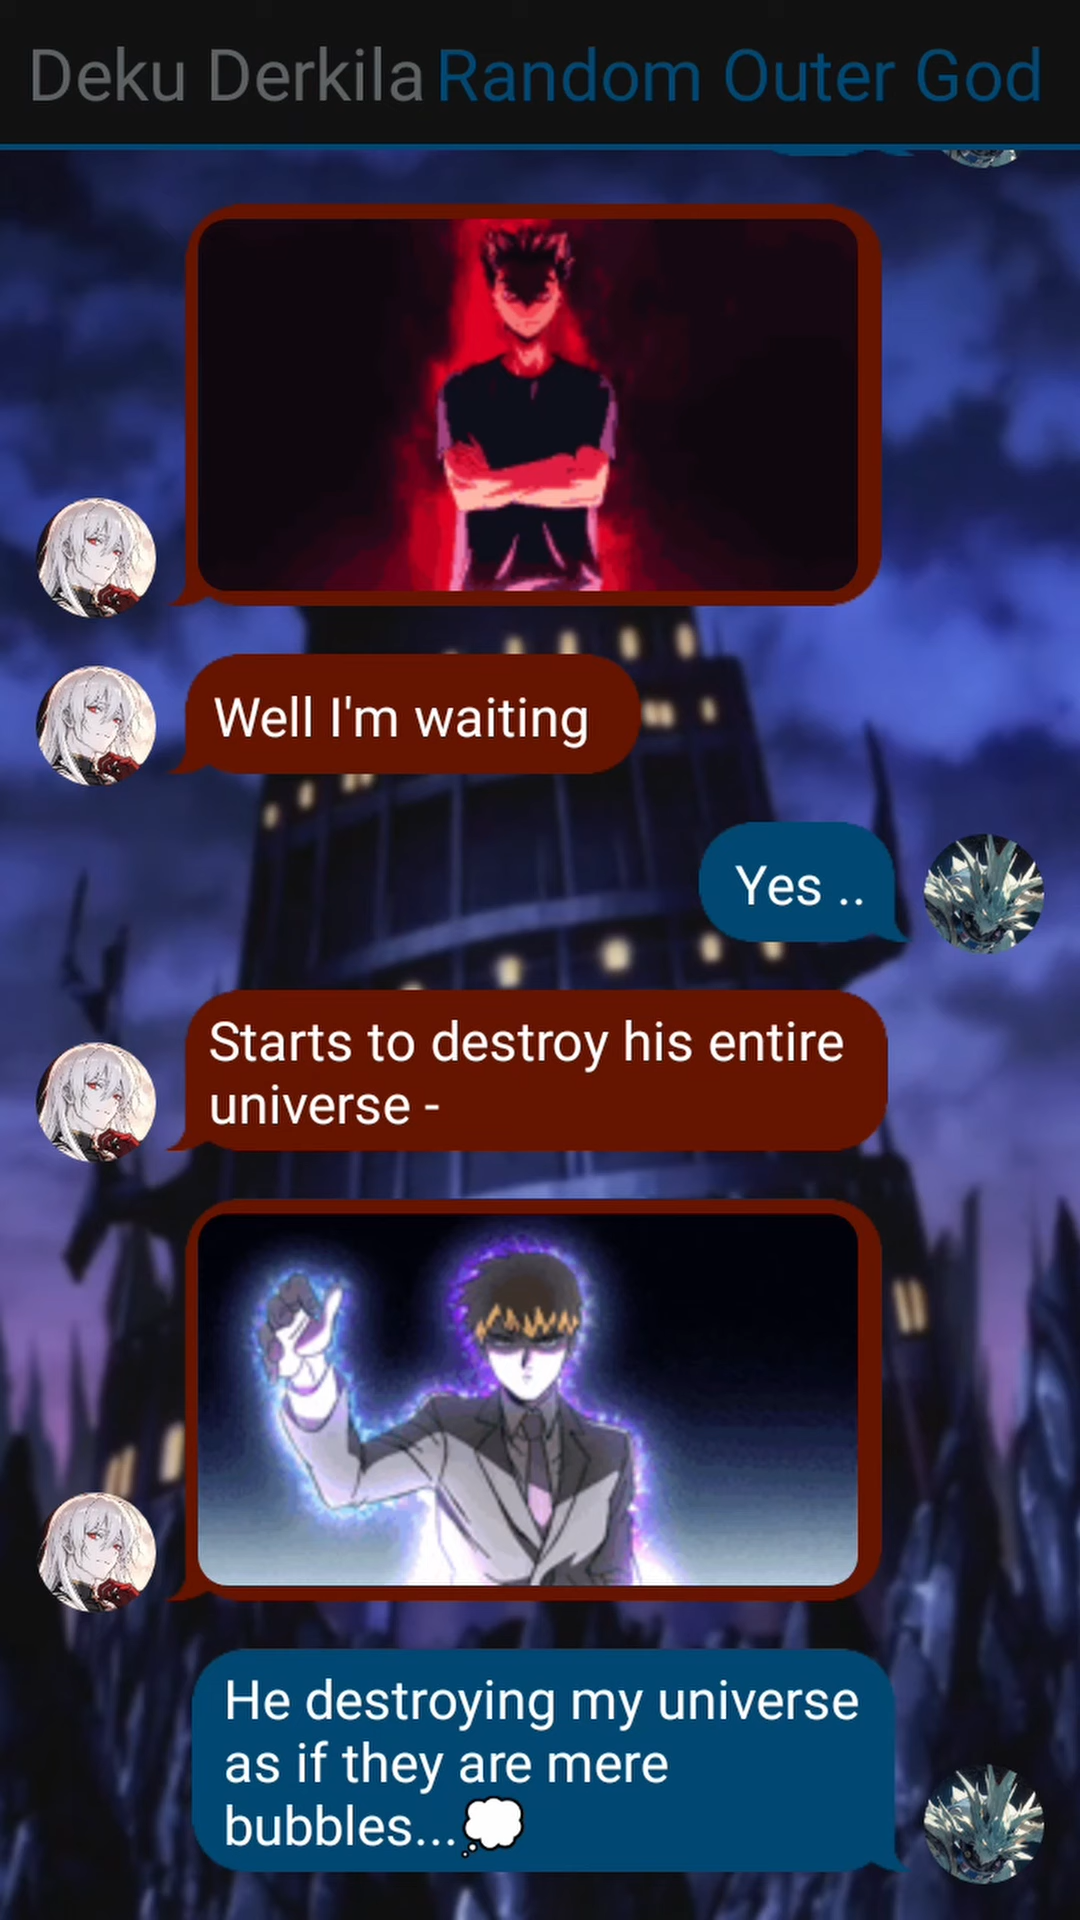 Deku Derkila Random Outer God
Well I'm waiting
Yes ..
Starts to destroy his entire
universe -
He destroying my universe
as if they are mere
bubbles...💭